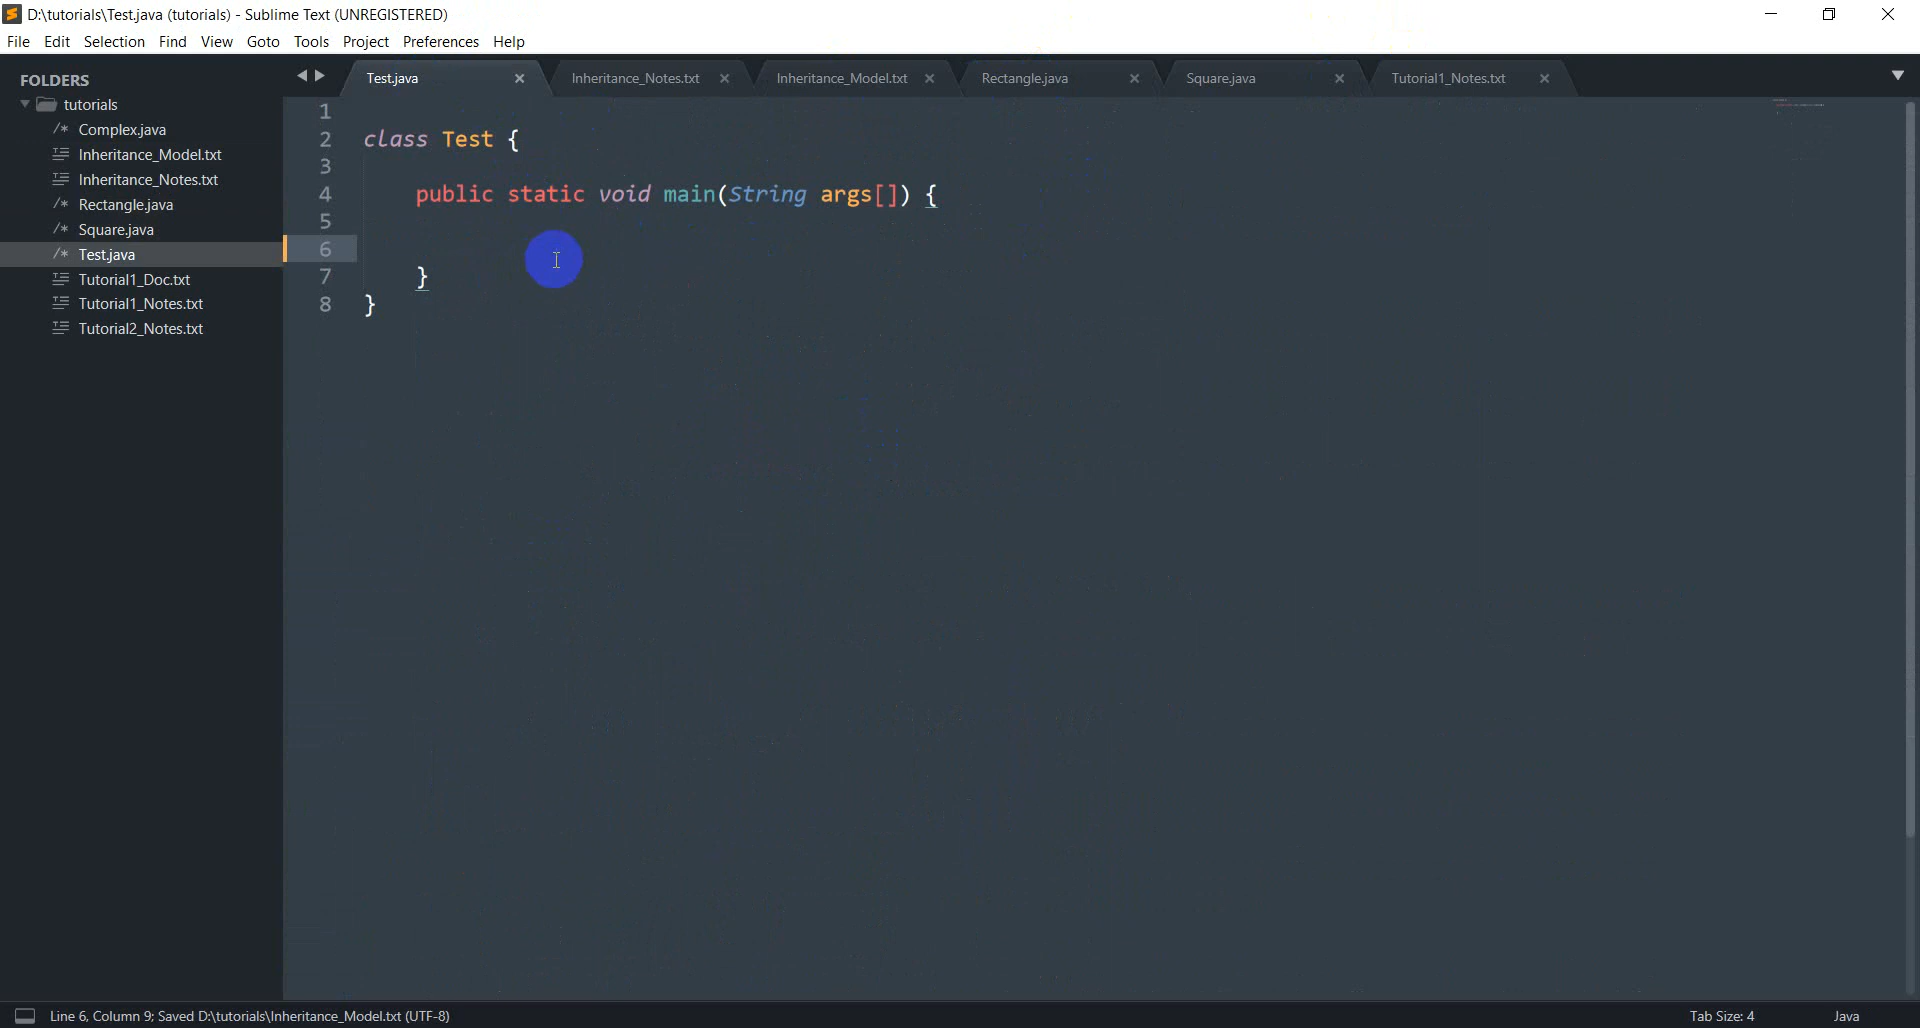 D:\tutorials\Test.java (tutorials) - Sublime Text (UNREGISTERED)
File Edit Selection Find View Goto Tools Project Preferences Help
FOLDERS
tutorials
/* Complex.java
Inheritance_Model.txt
Inheritance_Notes.txt
/* Rectangle.java
/* Square.java
/* Test.java
Tutorial1_Doc.txt
Tutorial1_Notes.txt
Tutorial2_Notes.txt
Test.java Inheritance_Notes.txt Inheritance_Model.txt Rectangle.java Square.java Tutorial1_Notes.txt
1
2 class Test {
3
4 public static void main(String args[]) {
5
6
7 }
8 }
Line 6, Column 9; Saved D:\tutorials\Inheritance_Model.txt (UTF-8) Tab Size: 4 Java